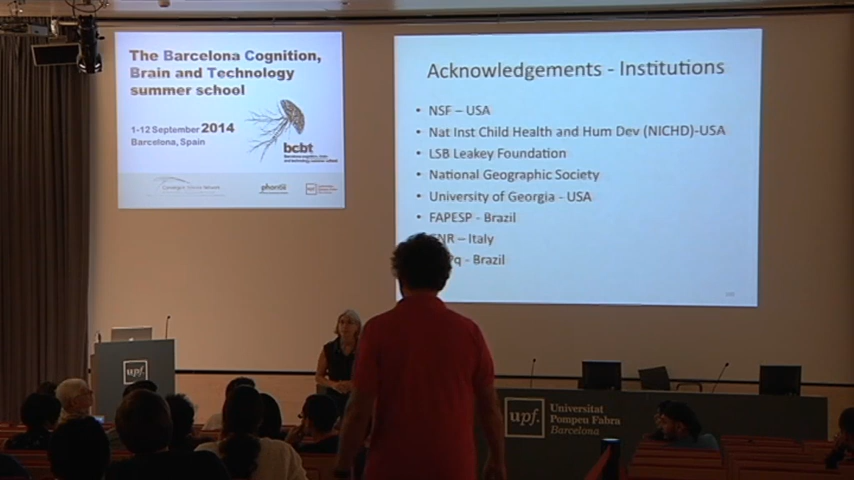 The Barcelona Cognition,
Brain and Technology
summer school
1-12 September 2014
Barcelona, Spain
bcbt
Acknowledgements - Institutions
• NSF – USA
• Nat Inst Child Health and Hum Dev (NICHD)-USA
• LSB Leakey Foundation
• National Geographic Society
• University of Georgia - USA
• FAPESP - Brazil
– Italy
- Brazil
upf.
upf.
Universitat
Pompeu Fabra
Barcelona